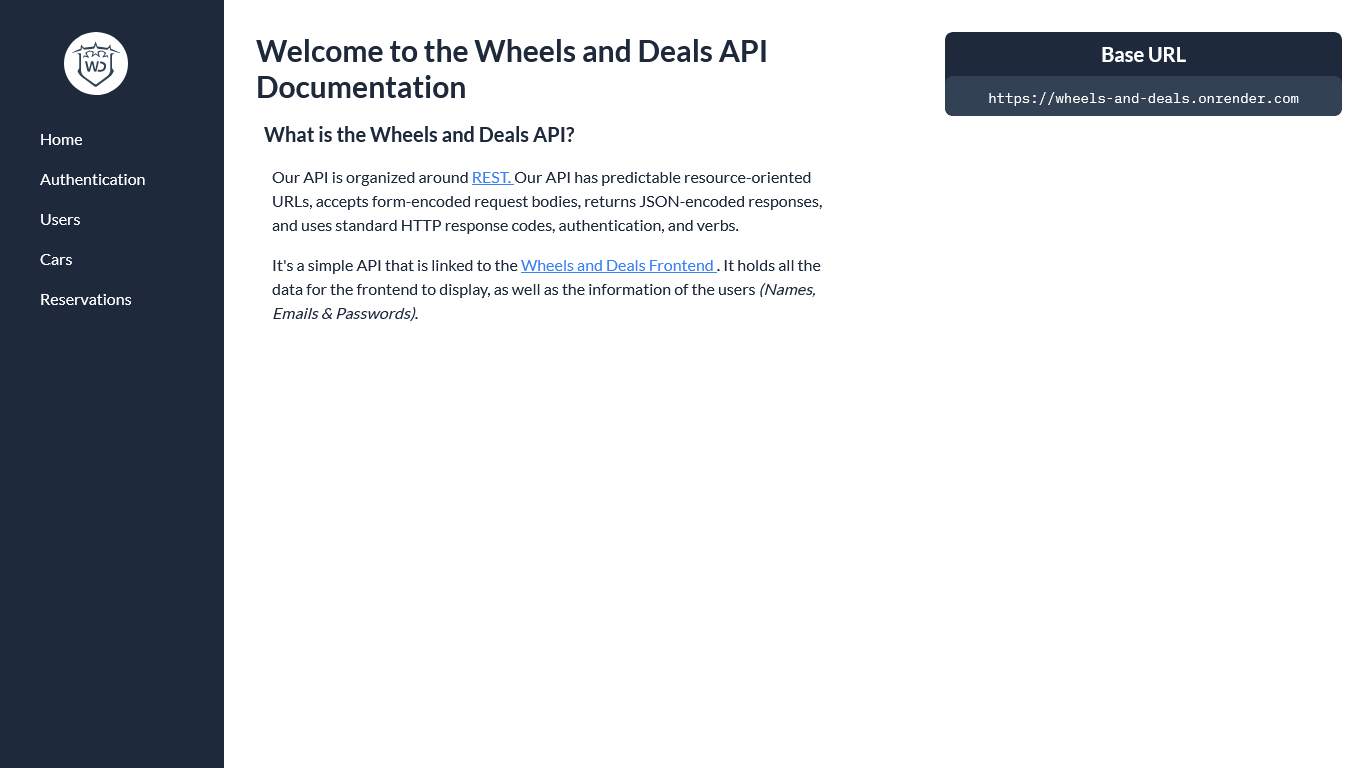 WD
Home
Authentication
Users
Cars
Reservations
Welcome to the Wheels and Deals API
Documentation
What is the Wheels and Deals API?
Our API is organized around REST. Our API has predictable resource-oriented
URLs, accepts form-encoded request bodies, returns JSON-encoded responses,
and uses standard HTTP response codes, authentication, and verbs.
It's a simple API that is linked to the Wheels and Deals Frontend . It holds all the
data for the frontend to display, as well as the information of the users (Names,
Emails & Passwords).
Base URL
https://wheels-and-deals.onrender.com